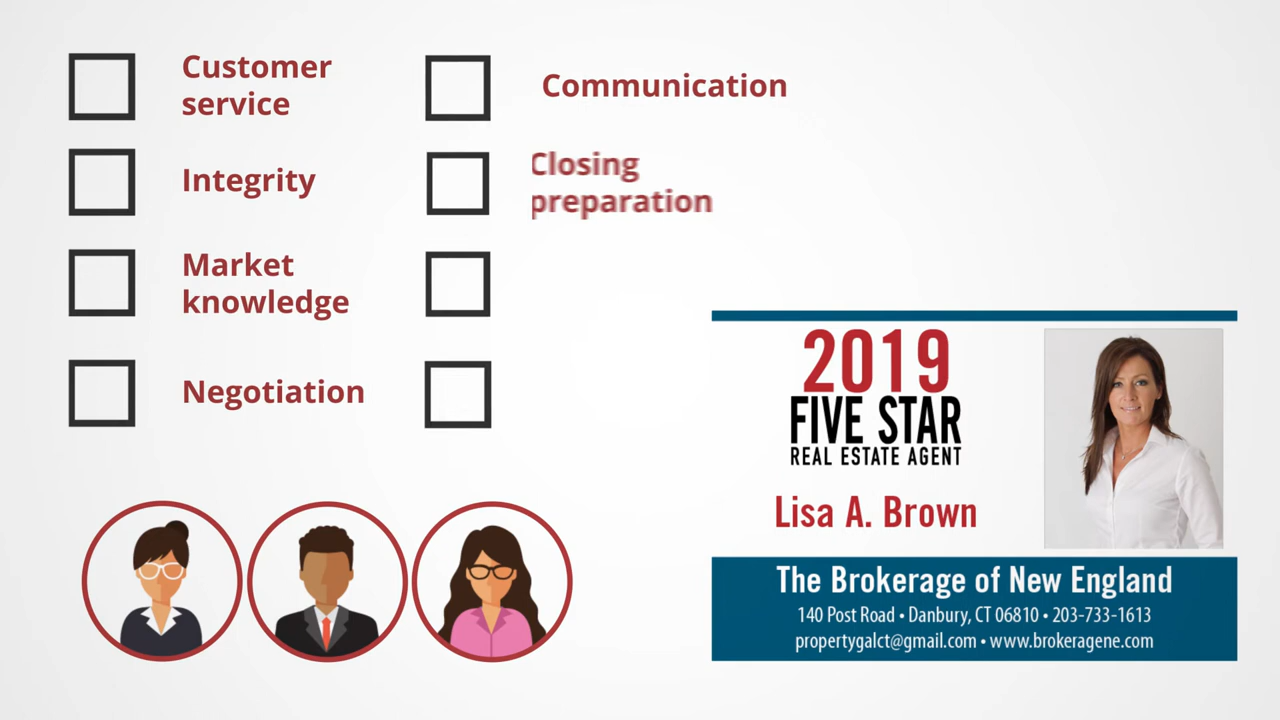 Customer
service
Communication
Integrity
Closing
preparation
Market
knowledge
Negotiation
2019
FIVE STAR
REAL ESTATE AGENT
Lisa A. Brown
The Brokerage of New England
140 Post Road • Danbury, CT 06810 • 203-733-1613
propertygalct@gmail.com • www.brokeragene.com